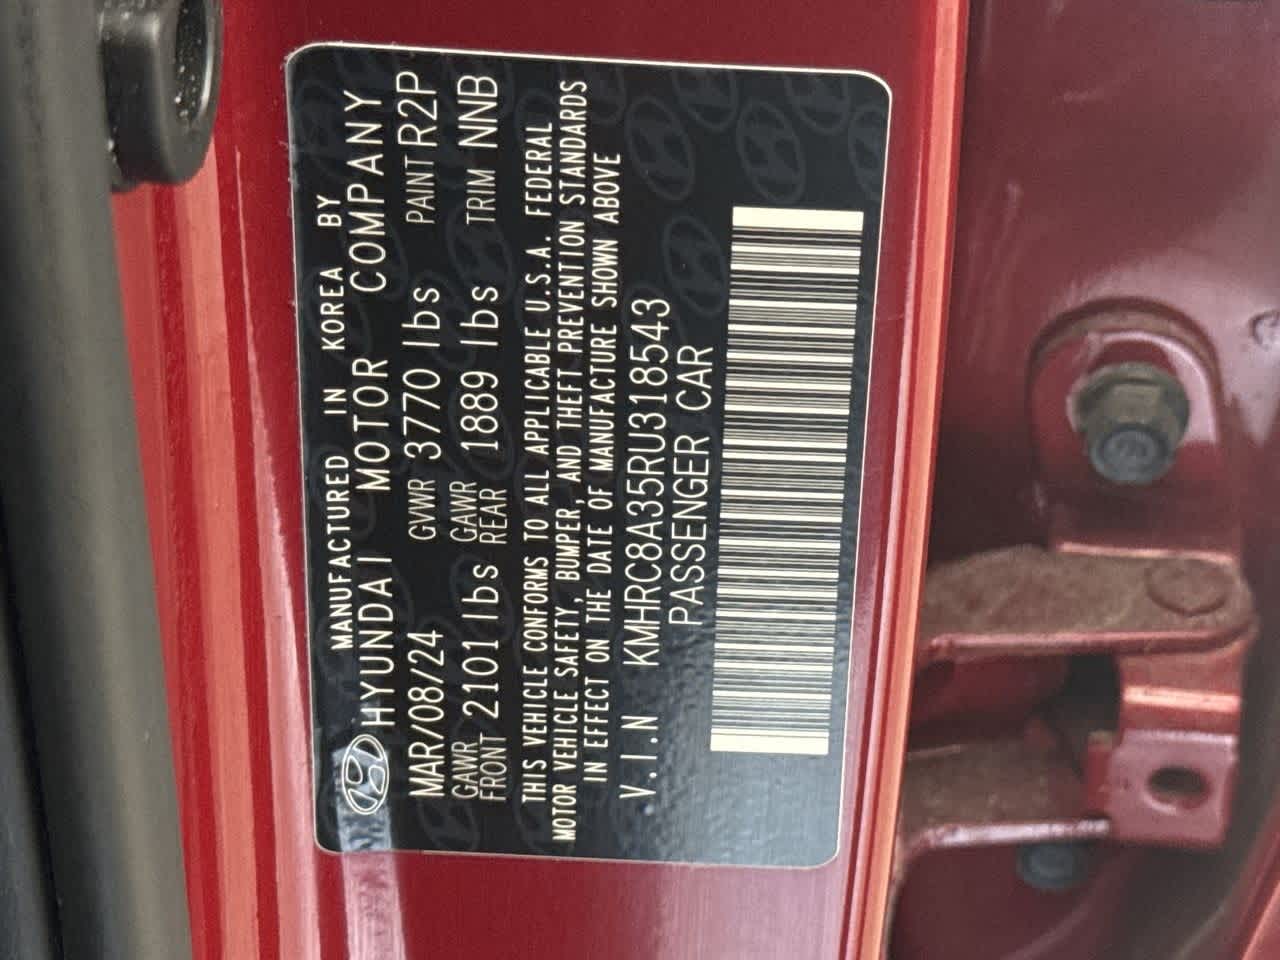 MANUFACTURED IN KOREA BY
HYUNDAI MOTOR COMPANY
MAR/08/24 GVWR 3770 lbs PAINT R2P
GAWR FRONT 2101 lbs GAWR REAR 1889 lbs TRIM NNB
THIS VEHICLE CONFORMS TO ALL APPLICABLE U.S.A. FEDERAL
MOTOR VEHICLE SAFETY, BUMPER, AND THEFT PREVENTION STANDARDS
IN EFFECT ON THE DATE OF MANUFACTURE SHOWN ABOVE
V.I.N KMHRC8A35RU318543
PASSENGER CAR